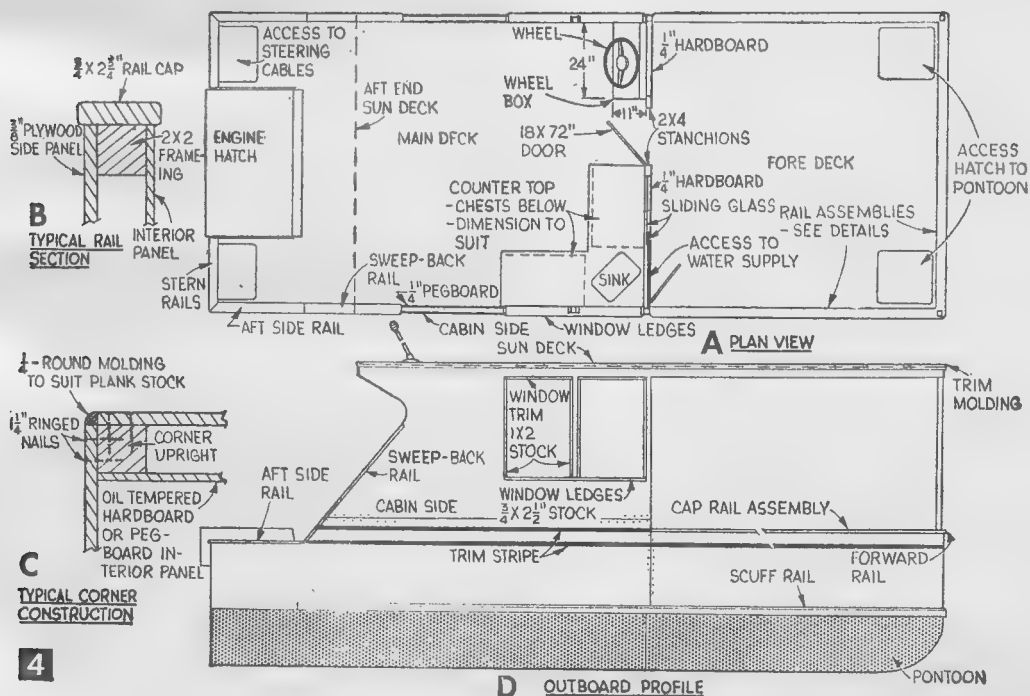 ACCESS TO
STEERING
CABLES
3/4 X 2 3/4" RAIL CAP
3/8" PLYWOOD
SIDE PANEL
2X2
FRAME-
ING
B
TYPICAL RAIL
SECTION
INTERIOR
PANEL
ENGINE
HATCH
AFT END
SUN DECK
MAIN DECK
WHEEL
24"
WHEEL
BOX
11"
18 X 72"
DOOR
1/4" HARDBOARD
2X4
STANCHIONS
FORE DECK
ACCESS
HATCH TO
PONTOON
COUNTER TOP
-CHESTS BELOW
-DIMENSION TO
SUIT
1/4" HARDBOARD
SLIDING GLASS
RAIL ASSEMBLIES
-SEE DETAILS
ACCESS TO
WATER SUPPLY
SINK
STERN
RAILS
SWEEP-BACK
RAIL
1/4" PEGBOARD
AFT SIDE RAIL
CABIN SIDE
WINDOW LEDGES
A PLAN VIEW
SUN DECK
1/4-ROUND MOLDING
TO SUIT PLANK STOCK
1 1/4" RINGED
NAILS
CORNER
UPRIGHT
OIL TEMPERED
HARDBOARD
OR PEG-
BOARD IN-
TERIOR PANEL
C
TYPICAL CORNER
CONSTRUCTION
4
AFT SIDE
RAIL
SWEEP-BACK
RAIL
CABIN SIDE
WINDOW
TRIM
1X2
STOCK
WINDOW LEDGES
3/4 X 2 1/2" STOCK
TRIM STRIPE
TRIM
MOLDING
CAP RAIL ASSEMBLY
FORWARD
RAIL
SCUFF RAIL
PONTOON
D OUTBOARD PROFILE